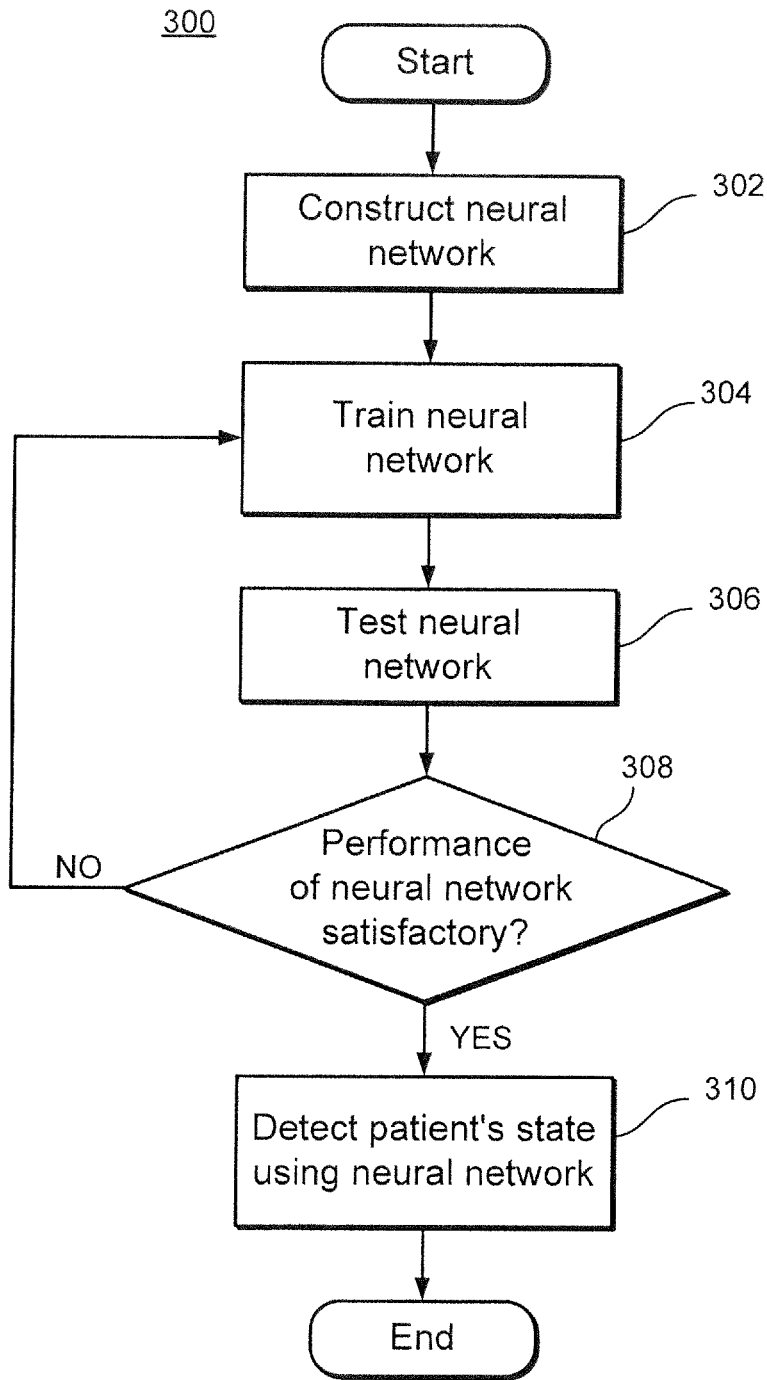 300
Start
Construct neural
network
302
Train neural
network
304
Test neural
network
306
Performance
of neural network
satisfactory?
308
NO
YES
Detect patient's state
using neural network
310
End